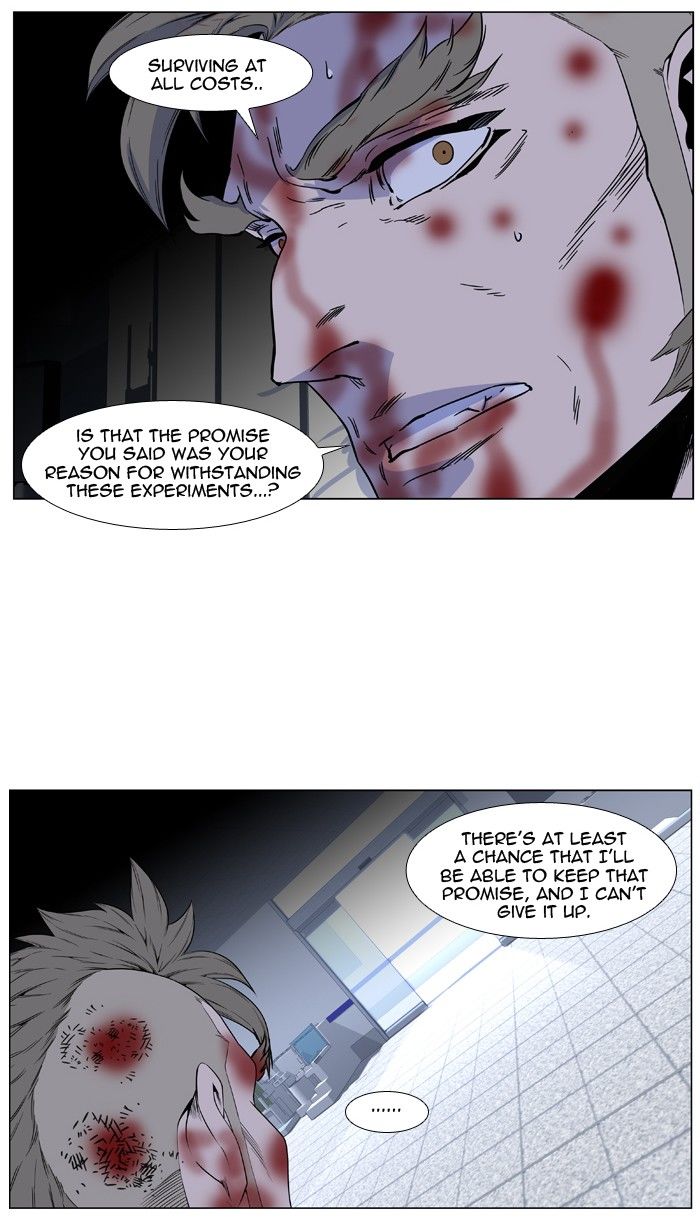 SURVIVING AT
ALL COSTS..
IS THAT THE PROMISE
YOU SAID WAS YOUR
REASON FOR WITHSTANDING
THESE EXPERIMENTS...?
THERE'S AT LEAST
A CHANCE THAT I'LL
BE ABLE TO KEEP THAT
PROMISE, AND I CAN'T
GIVE IT UP.
......